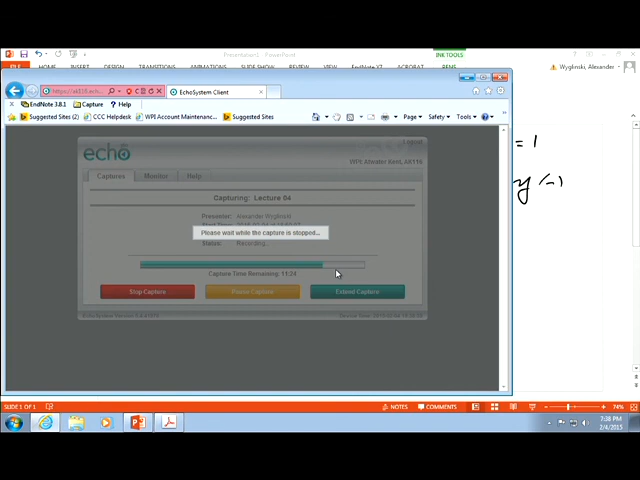 Presentation1 - PowerPoint
INK TOOLS
FILE HOME INSERT DESIGN TRANSITIONS ANIMATIONS SLIDE SHOW REVIEW VIEW EndNote X7 ACROBAT PENS
Wyglinski, Alexander
EchoSystem Client
EndNote 3.8.1 Capture Help
Suggested Sites (2) CCC Helpdesk WPI Account Maintenanc... Suggested Sites
Page Safety Tools
Logout
echo
WPI, Atwater Kent, AK116
Captures Monitor Help
Capturing: Lecture 04
Presenter: Alexander Wyglinski
Please wait while the capture is stopped...
Status: Recording...
Capture Time Remaining: 11:24
Stop Capture Pause Capture Extend Capture
= 1
y
SLIDE 1 OF 1
NOTES COMMENTS
74%
7:38 PM
2/4/2015